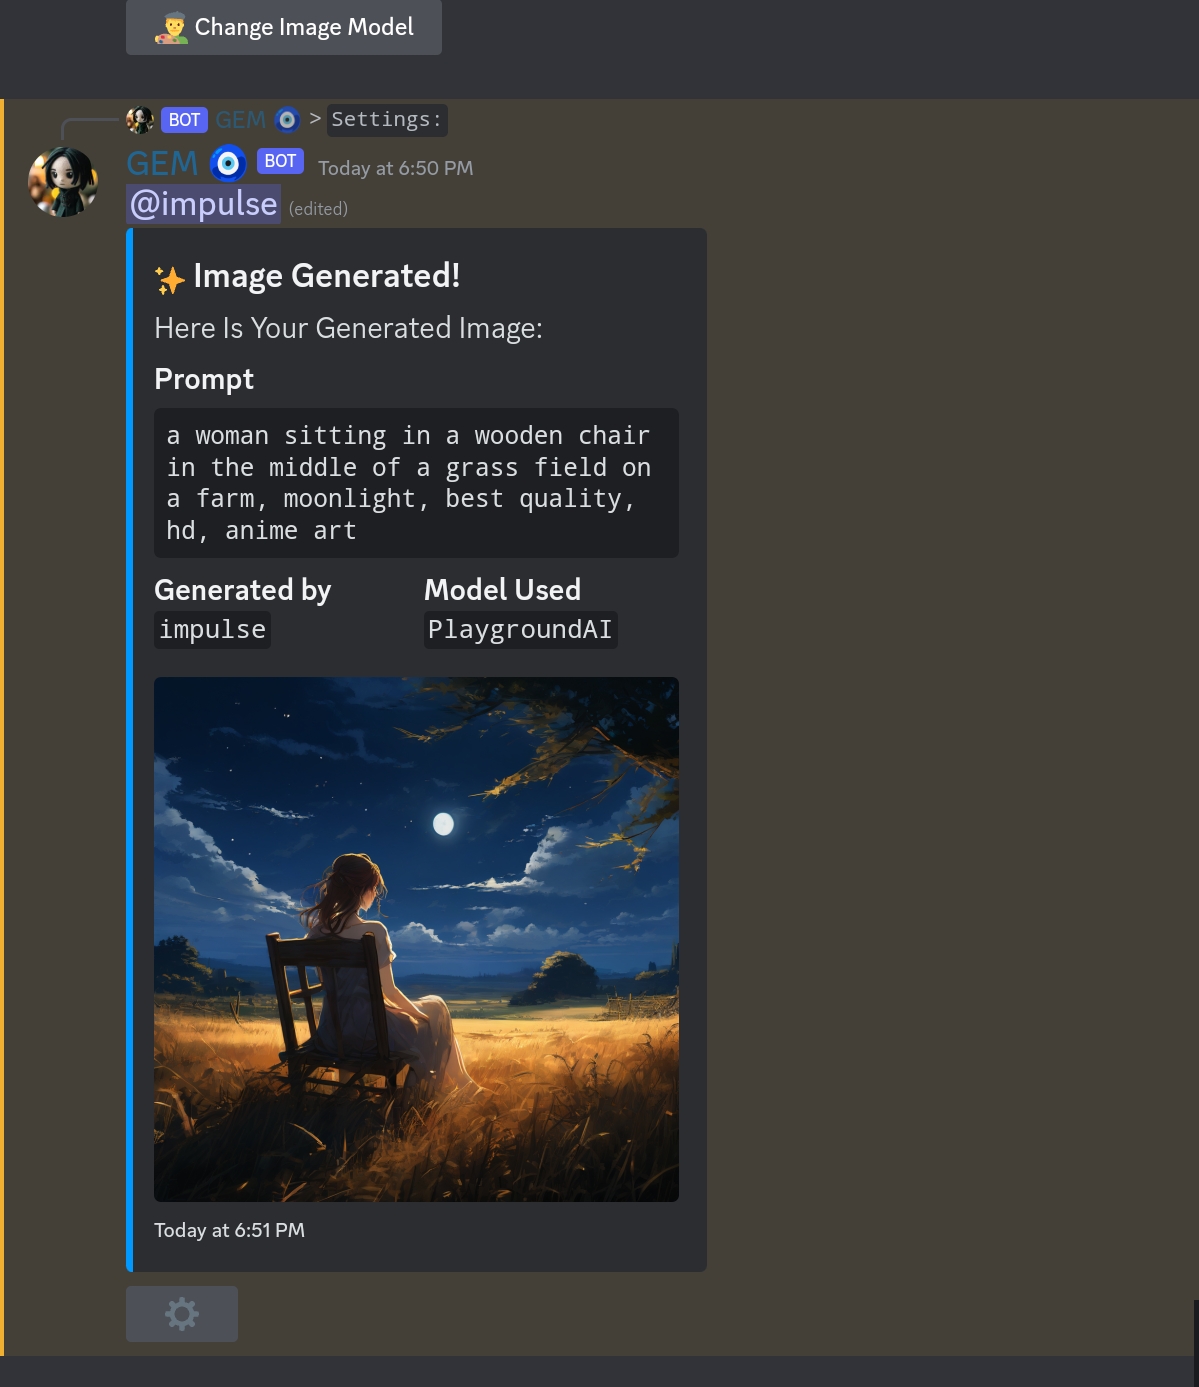 Change Image Model
BOT GEM > Settings:
GEM BOT Today at 6:50 PM
@impulse (edited)
Image Generated!
Here Is Your Generated Image:
Prompt
a woman sitting in a wooden chair
in the middle of a grass field on
a farm, moonlight, best quality,
hd, anime art
Generated by Model Used
impulse PlaygroundAI
Today at 6:51 PM